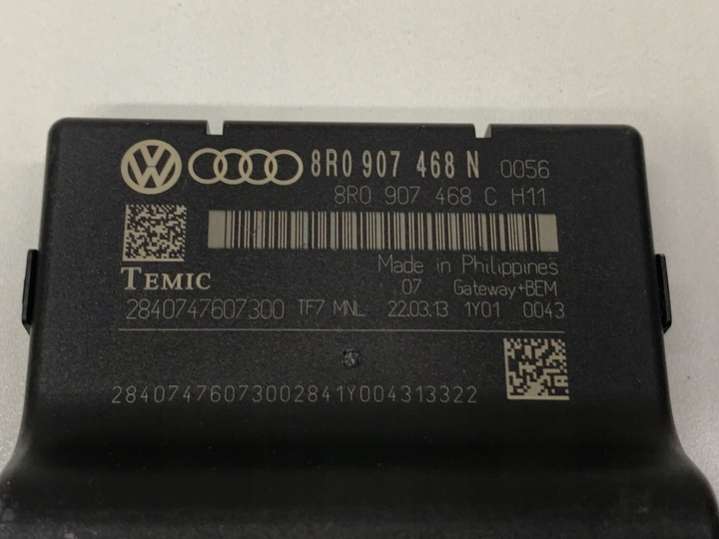 8R0 907 468 N 0056
8R0 907 468 C H11
Made in Philippines
TEMIC 07 Gateway+BEM
2840747607300 TF7 MNL 22.03.13 1Y01 0043
28407476073002841Y004313322